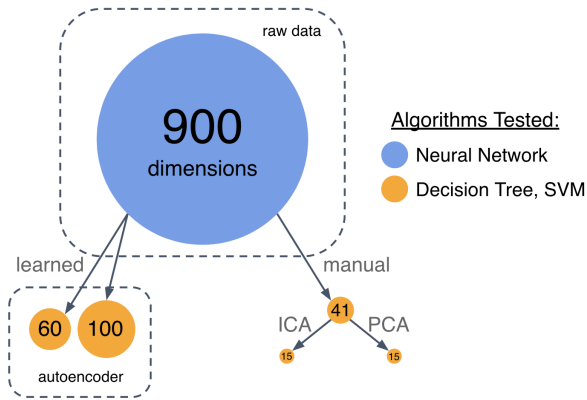 raw data
900
dimensions
Algorithms Tested:
Neural Network
Decision Tree, SVM
learned
manual
60
100
autoencoder
41
ICA
PCA
15
15